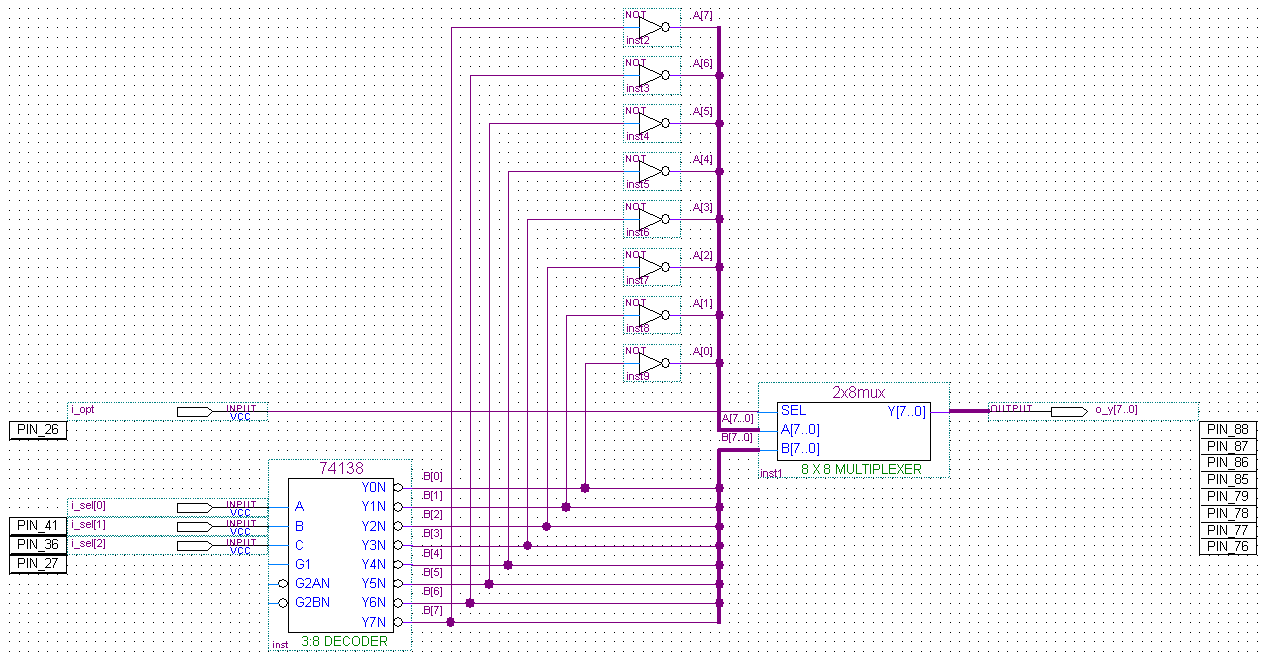 NOT
A[7]
inst2
NOT
A[6]
inst3
NOT
A[5]
inst4
NOT
A[4]
inst5
NOT
A[3]
inst6
NOT
A[2]
inst7
NOT
A[1]
inst8
NOT
A[0]
inst9
2x8mux
i_opt
INPUT
VCC
SEL
Y[7..0]
OUTPUT
o_y[7..0]
A[7..0]
A[7..0]
B[7..0]
B[7..0]
inst1
8 X 8 MULTIPLEXER
PIN_26
PIN_88
PIN_87
PIN_86
PIN_85
PIN_79
PIN_78
PIN_77
PIN_76
74138
i_sel[0]
INPUT
VCC
i_sel[1]
INPUT
VCC
i_sel[2]
INPUT
VCC
PIN_41
PIN_36
PIN_27
A
B
C
G1
G2AN
G2BN
Y0N
Y1N
Y2N
Y3N
Y4N
Y5N
Y6N
Y7N
B[0]
B[1]
B[2]
B[3]
B[4]
B[5]
B[6]
B[7]
inst
3:8 DECODER